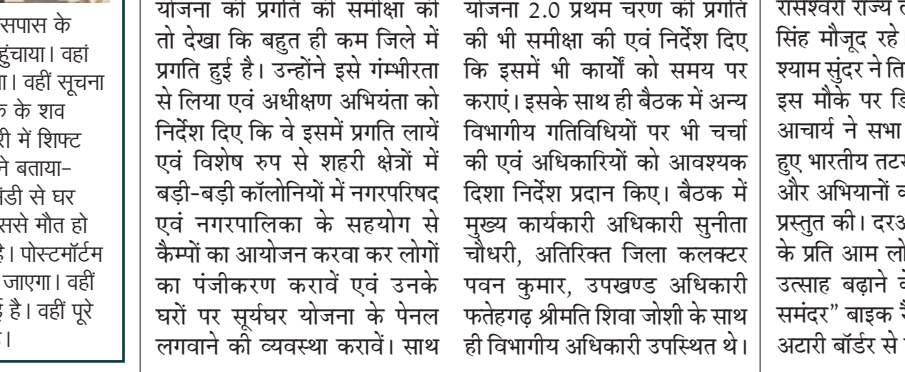 सपास के
हुंचाया। वहां
ा। वहीं सूचना
के शव
री में शिफ्ट
ने बताया-
मंडी से घर
ससे मौत हो
है। पोस्टमॉर्टम
जाएगा। वहीं
है। वहीं पूरे
योजना की प्रगति की समीक्षा की
तो देखा कि बहुत ही कम जिले में
प्रगति हुई है। उन्होंने इसे गंम्भीरता
से लिया एवं अधीक्षण अभियंता को
निर्देश दिए कि वे इसमें प्रगति लायें
एवं विशेष रुप से शहरी क्षेत्रों में
बड़ी-बड़ी कॉलोनियों में नगरपरिषद
एवं नगरपालिका के सहयोग से
कैम्पों का आयोजन करवा कर लोगों
का पंजीकरण करावें एवं उनके
घरों पर सूर्यघर योजना के पेनल
लगवाने की व्यवस्था करावें। साथ
योजना 2.0 प्रथम चरण की प्रगति
की भी समीक्षा की एवं निर्देश दिए
कि इसमें भी कार्यों को समय पर
कराएं। इसके साथ ही बैठक में अन्य
विभागीय गतिविधियों पर भी चर्चा
की एवं अधिकारियों को आवश्यक
दिशा निर्देश प्रदान किए। बैठक में
मुख्य कार्यकारी अधिकारी सुनीता
चौधरी, अतिरिक्त जिला कलक्टर
पवन कुमार, उपखण्ड अधिकारी
फतेहगढ़ श्रीमति शिवा जोशी के साथ
ही विभागीय अधिकारी उपस्थित थे।
रासेश्वरी राज्य
सिंह मौजूद रहे।
श्याम सुंदर ने ति
इस मौके पर डि
आचार्य ने सभा
हुए भारतीय तटर
और अभियानों व
प्रस्तुत की। दरअ
के प्रति आम लो
उत्साह बढ़ाने वे
समंदर” बाइक रै
अटारी बॉर्डर से